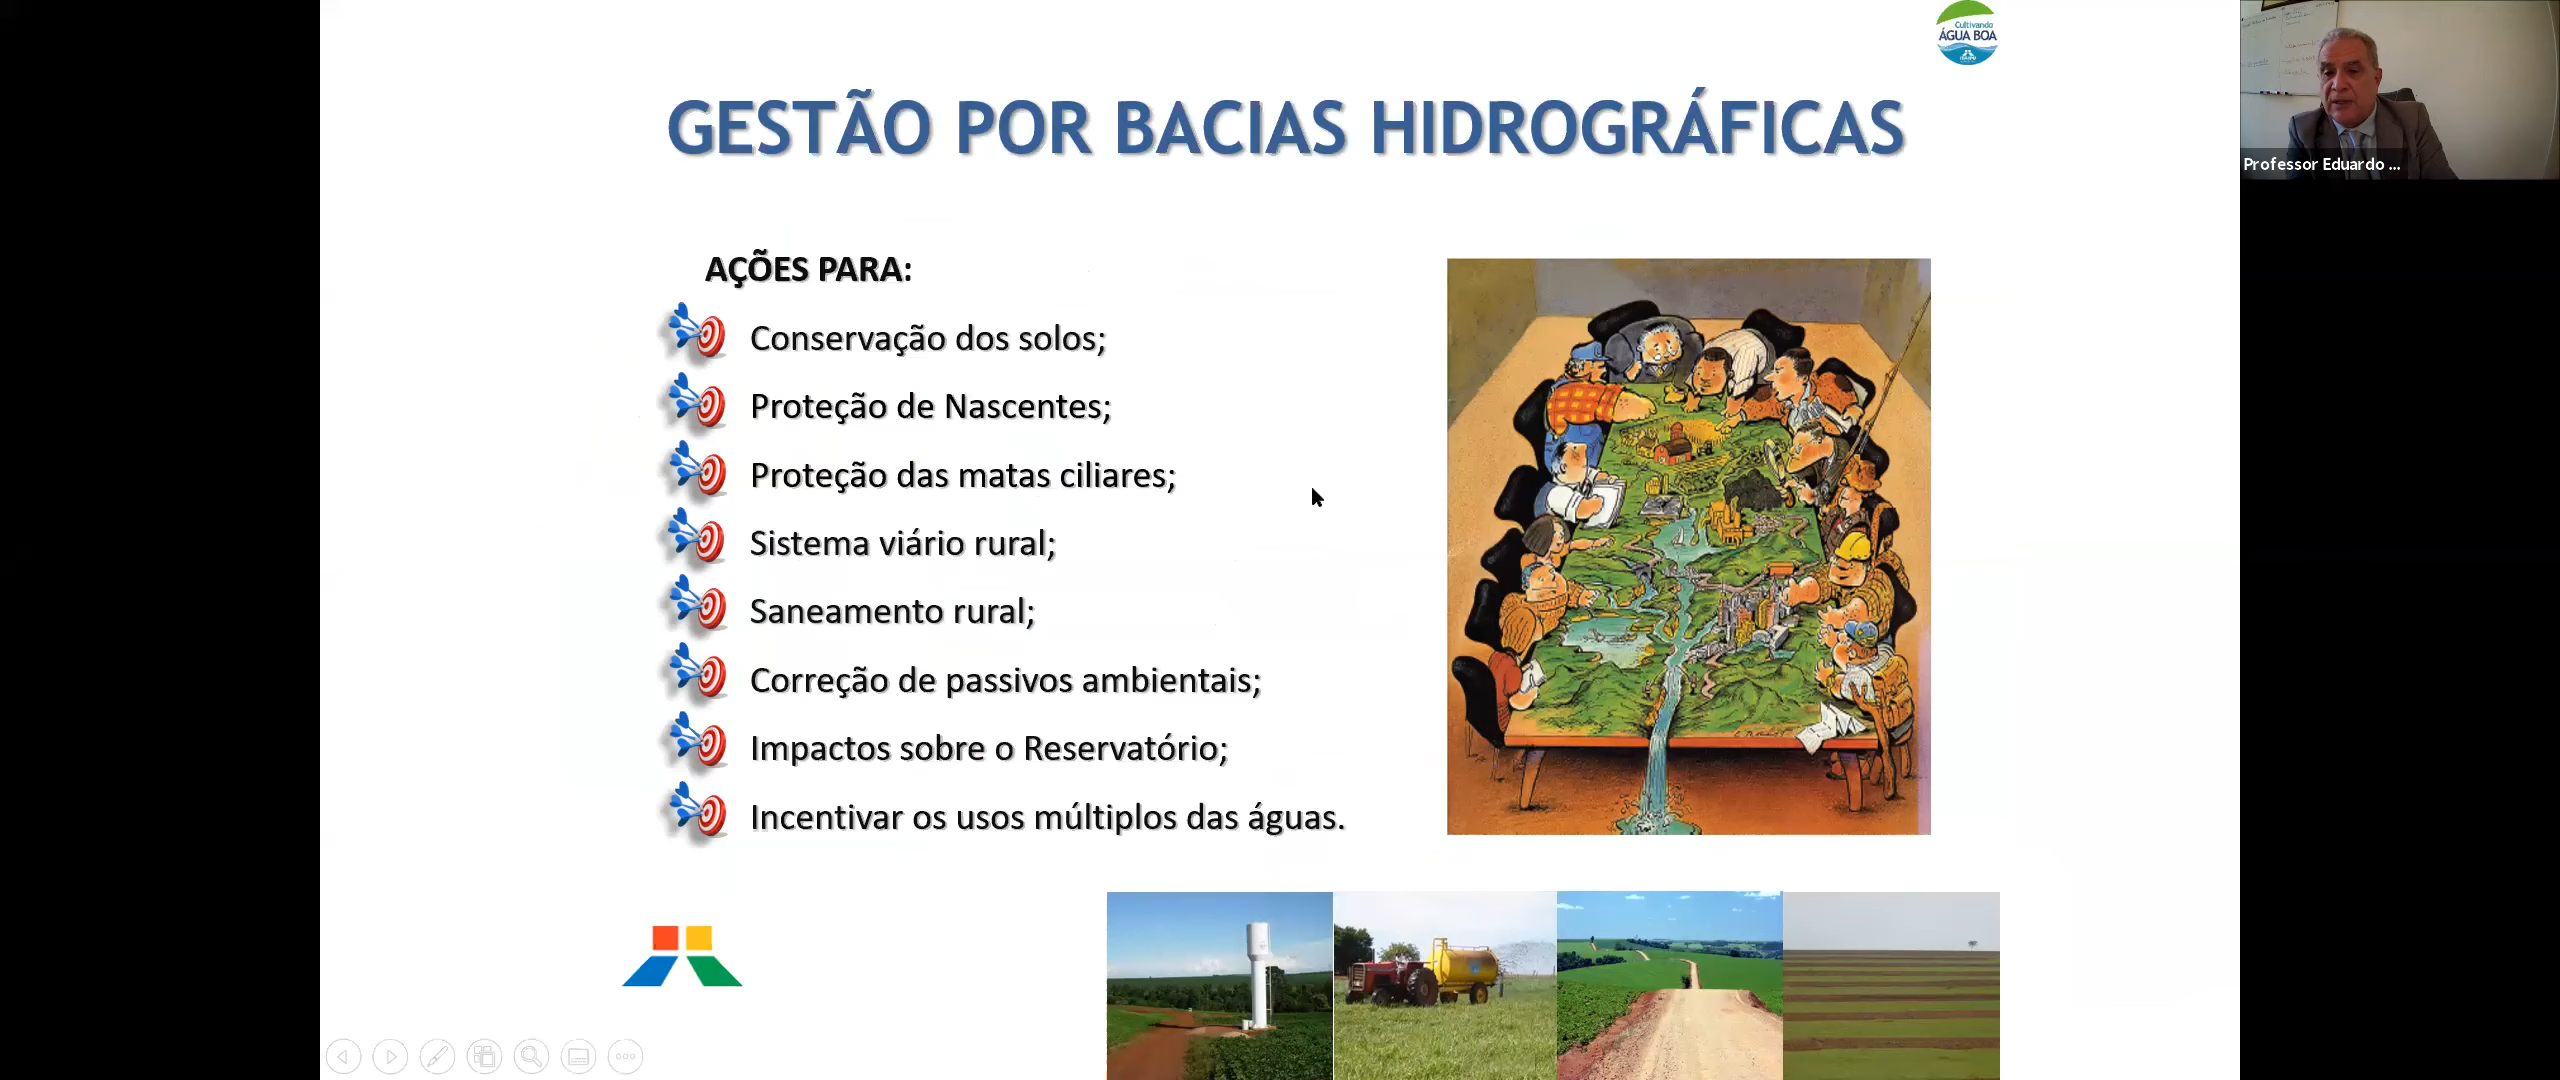 Cultivando
ÁGUA BOA
ITAIPU
Professor Eduardo ...
GESTÃO POR BACIAS HIDROGRÁFICAS
AÇÕES PARA:
Conservação dos solos;
Proteção de Nascentes;
Proteção das matas ciliares;
Sistema viário rural;
Saneamento rural;
Correção de passivos ambientais;
Impactos sobre o Reservatório;
Incentivar os usos múltiplos das águas.